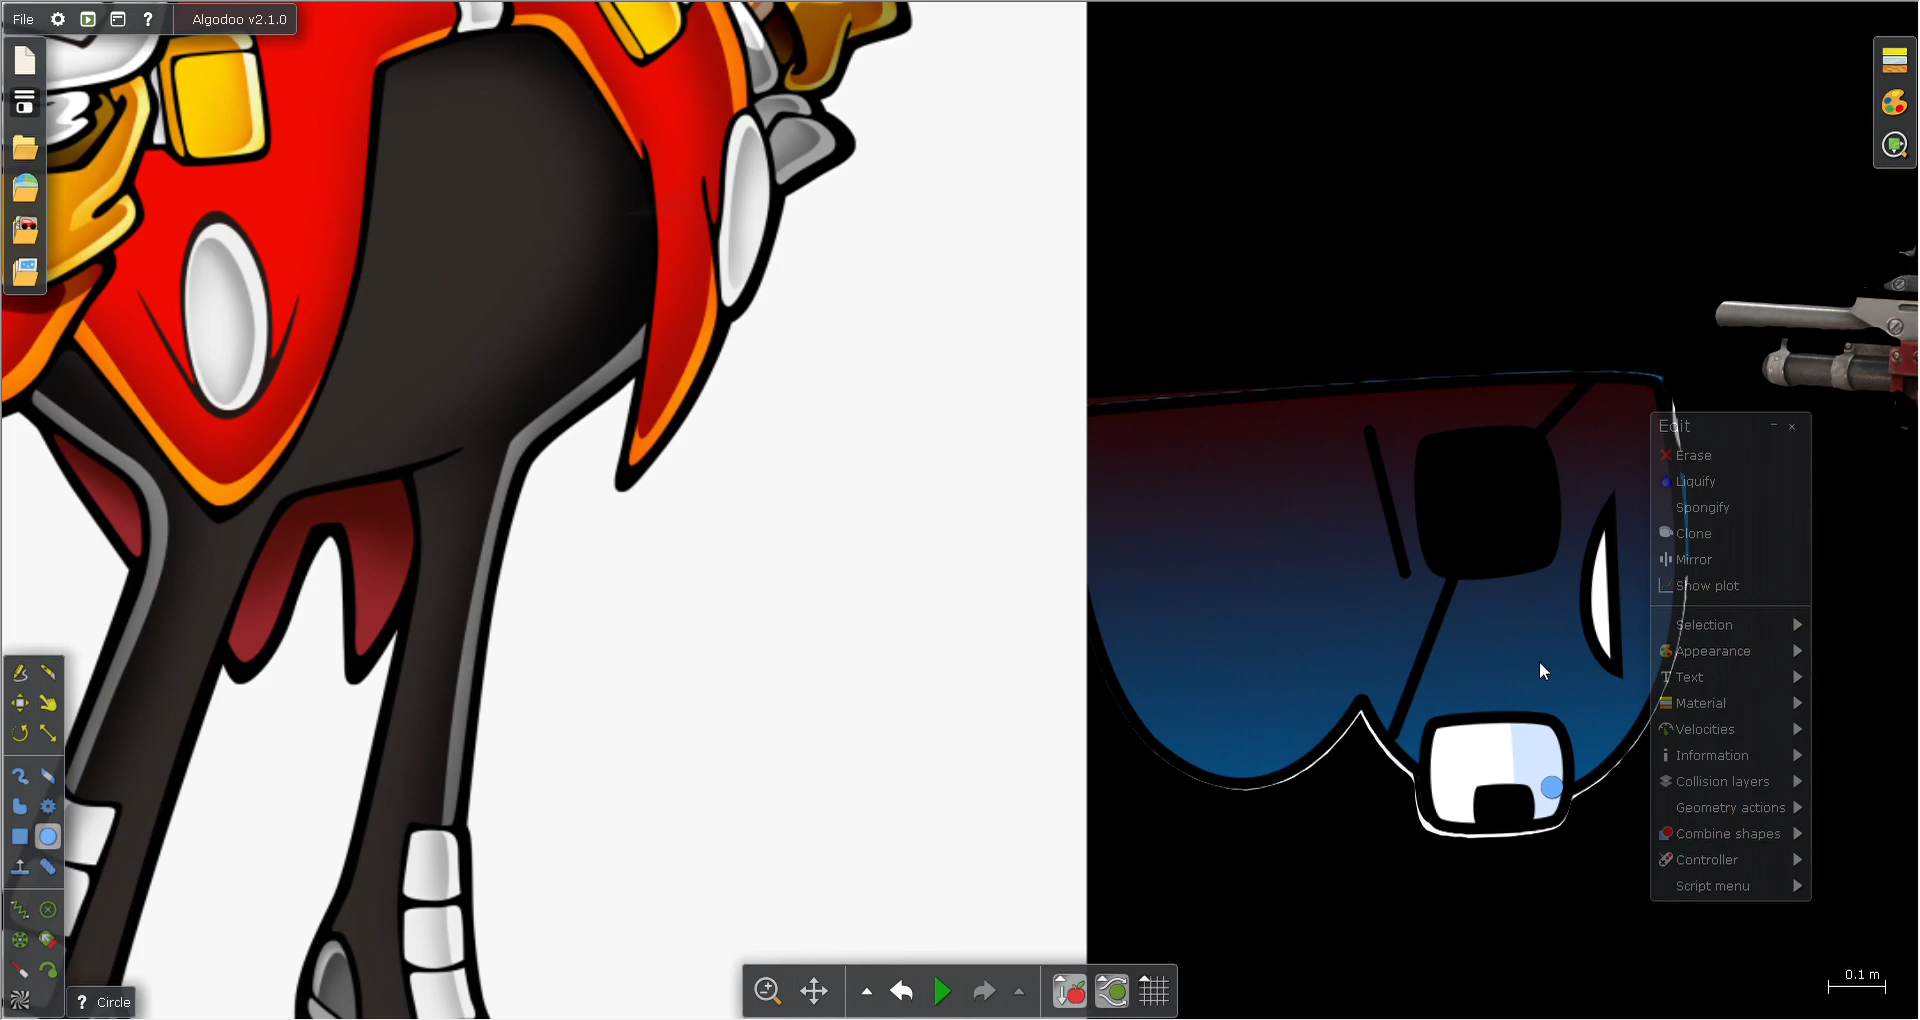 File ? Algodoo v2.1.0
Edit
Erase
Liquify
Spongify
Clone
Mirror
Show plot
Selection
Appearance
Text
Material
Velocities
Information
Collision layers
Geometry actions
Combine shapes
Controller
Script menu
0.1 m
? Circle